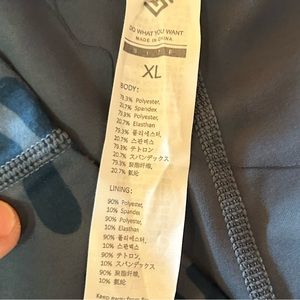 DO WHAT YOU WANT
MADE IN CHINA
SIZE
XL
BODY:
79.3% Polyester,
20.7% Spandex
79.3% Polyester,
20.7% Elasthan
79.3% 폴리에스터,
20.7% 스판덱스
79.3% テトロン
20.7% スパンデックス
79.3% 聚酯纤维,
20.7% 氨纶
LINING:
90% Polyester,
10% Spandex
90% Polyester,
10% Elasthan
90% 폴리에스터,
10% 스판덱스
90% テトロン
10% スパンデックス
90% 聚酯纤维,
10% 氨纶
Keep away from